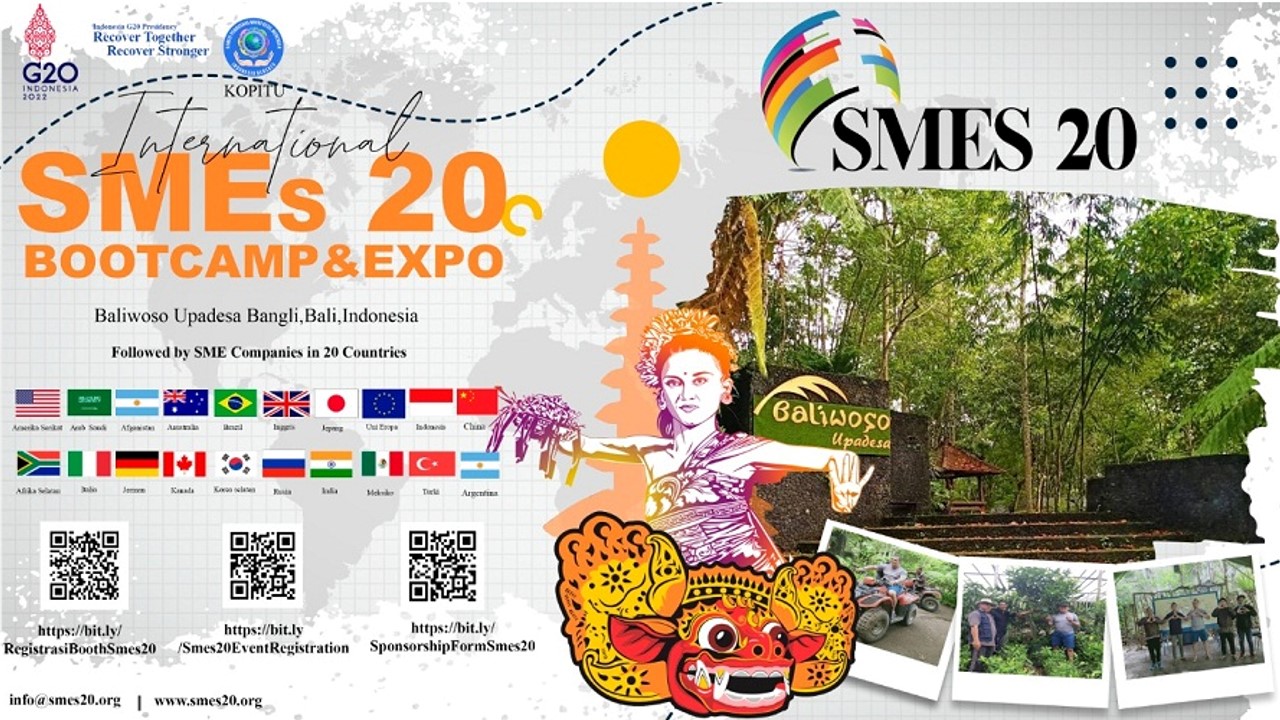 G20
INDONESIA
2022
Indonesia G20 Presidency
Recover Together
Recover Stronger
KOPITU
International
SMEs 20
BOOTCAMP&EXPO
Baliwoso Upadesa Bangli,Bali,Indonesia
Followed by SME Companies in 20 Countries
Amerika Serikat
Arab Saudi
Brazil
Inggris
Jepang
Uni Eropa
Indonesia
China
Afrika Selatan
Italia
Jerman
Kanada
Korea selatan
Rusia
India
Meksiko
Turki
Argentina
https://bit.ly/
RegistrasiBoothSmes20
https://bit.ly
/Smes20EventRegistration
https://bit.ly/
SponsorshipFormSmes20
info@smes20.org | www.smes20.org
SMES 20
Baliwoso
Upadesa